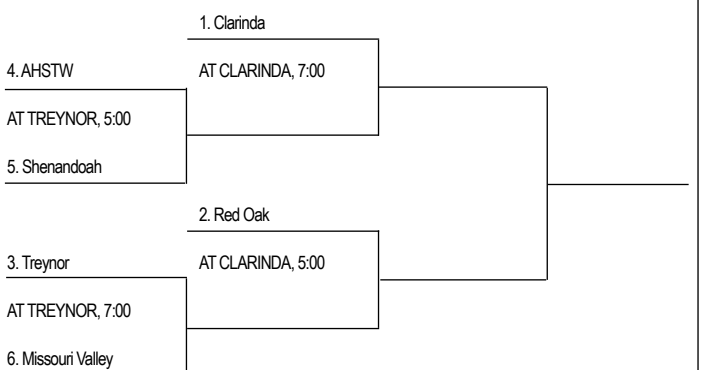 1. Clarinda
4. AHSTW
AT CLARINDA, 7:00
AT TREYNOR, 5:00
5. Shenandoah
2. Red Oak
3. Treynor
AT CLARINDA, 5:00
AT TREYNOR, 7:00
6. Missouri Valley